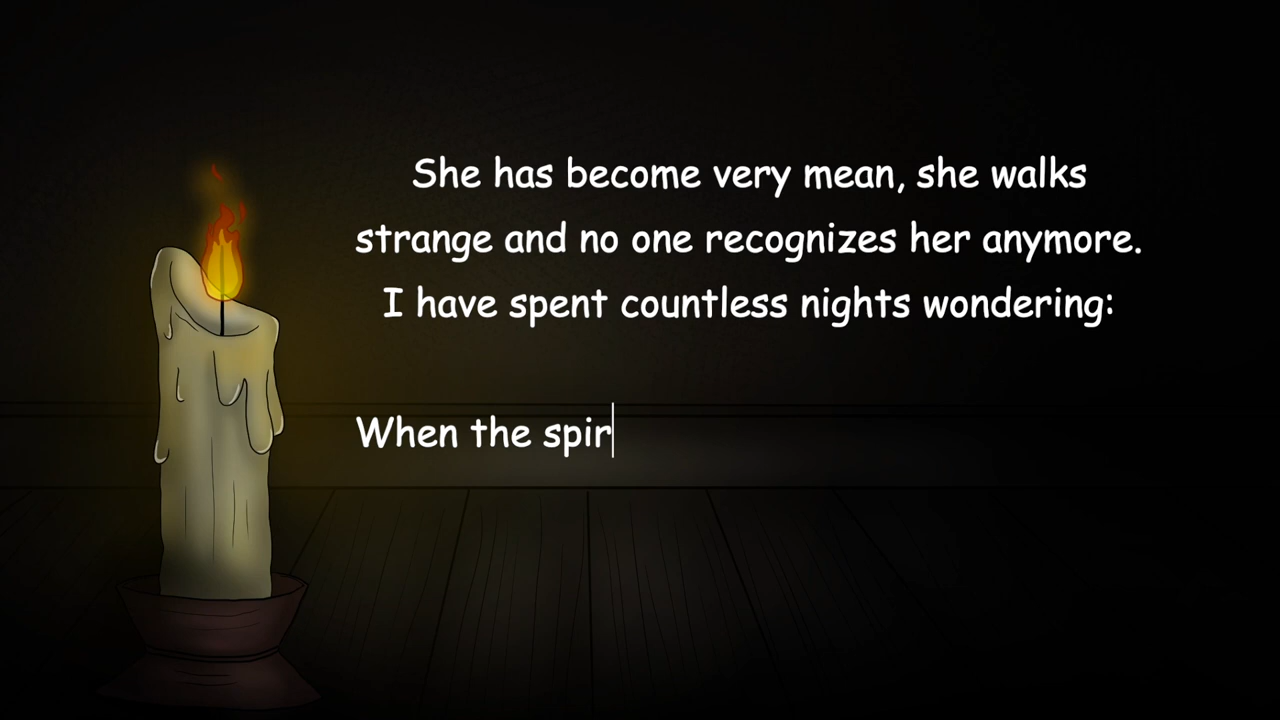 She has become very mean, she walks
strange and no one recognizes her anymore.
I have spent countless nights wondering:
When the spir